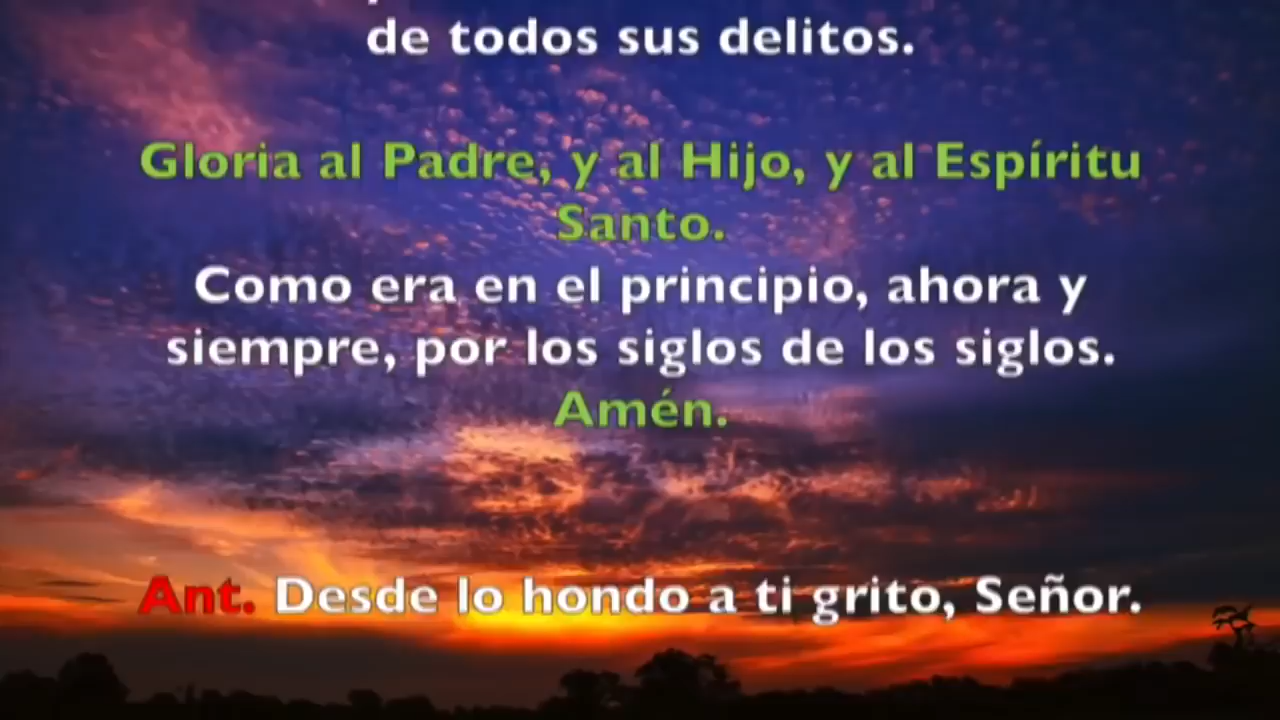 de todos sus delitos.
Gloria al Padre, y al Hijo, y al Espíritu
Santo.
Como era en el principio, ahora y
siempre, por los siglos de los siglos.
Amén.
Ant. Desde lo hondo a ti grito, Señor.